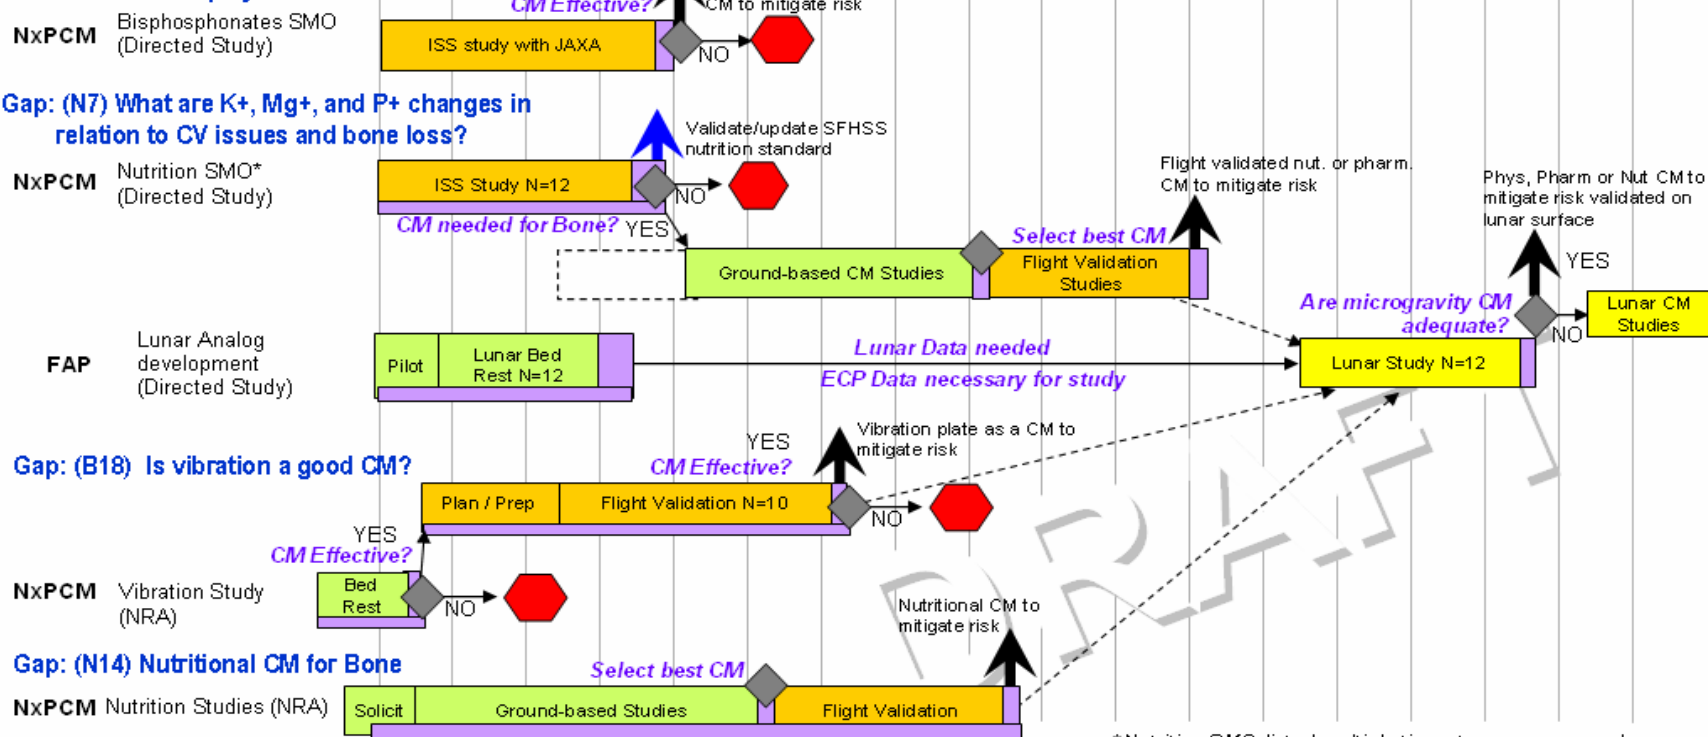 CM Effective?
CM to mitigate risk
NxPCM
Bisphosphonates SMO
(Directed Study)
ISS study with JAXA
NO
Gap: (N7) What are K+, Mg+, and P+ changes in
relation to CV issues and bone loss?
Validate/update SFHSS
nutrition standard
NxPCM
Nutrition SMO*
(Directed Study)
ISS Study N=12
NO
CM needed for Bone?
YES
Flight validated nut. or pharm.
CM to mitigate risk
Phys, Pharm or Nut CM to
mitigate risk validated on
lunar surface
Select best CM
Ground-based CM Studies
Flight Validation
Studies
YES
Are microgravity CM
adequate?
NO
Lunar CM
Studies
FAP
Lunar Analog
development
(Directed Study)
Pilot
Lunar Bed
Rest N=12
Lunar Data needed
ECP Data necessary for study
Lunar Study N=12
YES
Vibration plate as a CM to
mitigate risk
Gap: (B18) Is vibration a good CM?
CM Effective?
Plan / Prep
Flight Validation N=10
NO
YES
CM Effective?
NxPCM
Vibration Study
(NRA)
Bed
Rest
NO
DRAFT
Nutritional CM to
mitigate risk
Gap: (N14) Nutritional CM for Bone
Select best CM
NxPCM
Nutrition Studies (NRA)
Solicit
Ground-based Studies
Flight Validation